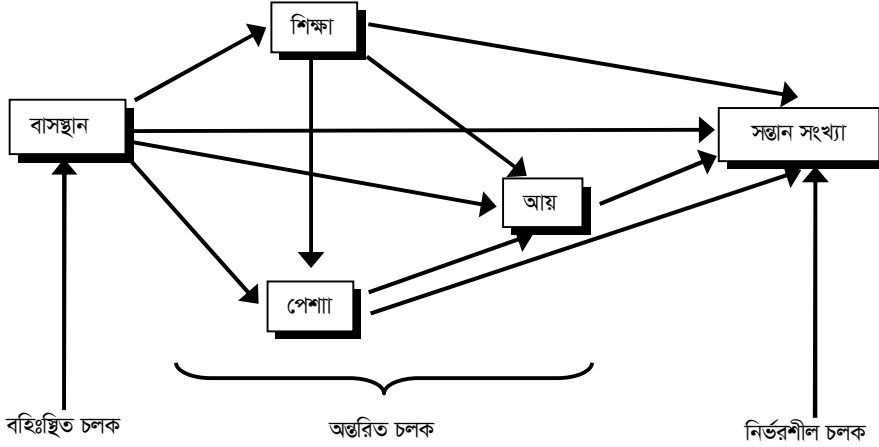 শিক্ষা
বাসস্থান
সন্তান সংখ্যা
আয়
পেশাা
বহিঃস্থিত চলক
অন্তরিত চলক
নির্ভরশীল চলক